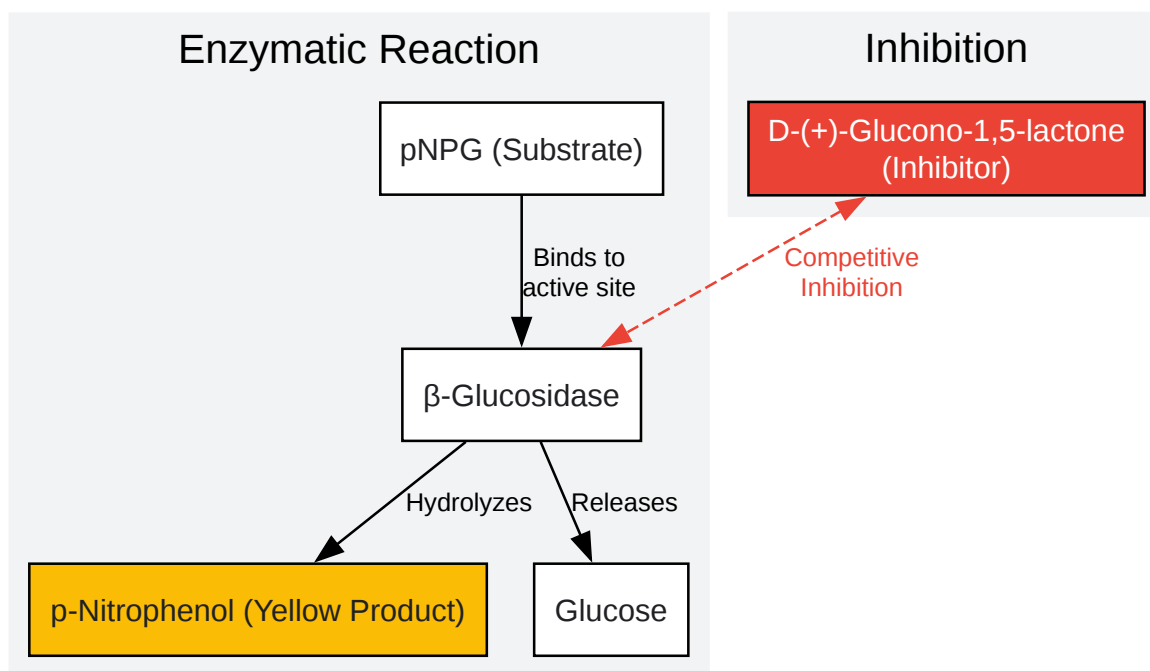 Enzymatic Reaction
Inhibition
pNPG (Substrate)
D-(+)-Glucono-1,5-lactone
(Inhibitor)
Binds to
active site
Competitive
Inhibition
β-Glucosidase
Hydrolyzes
Releases
p-Nitrophenol (Yellow Product)
Glucose